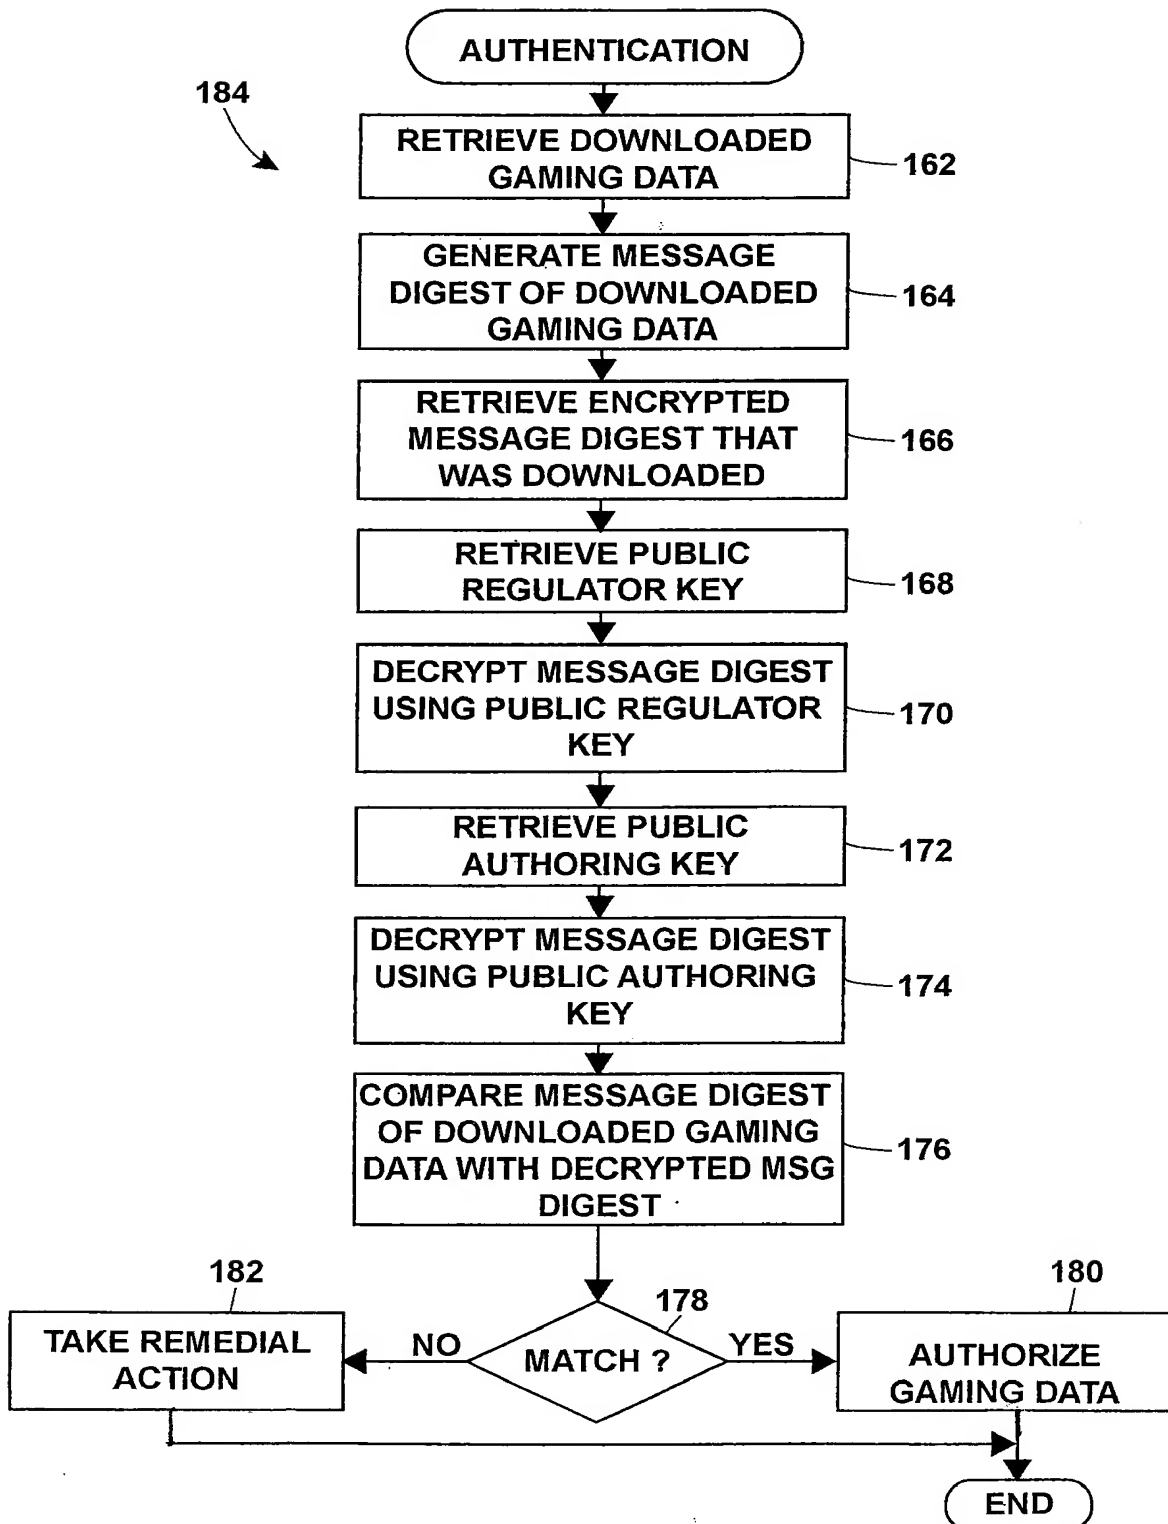 AUTHENTICATION
184
RETRIEVE DOWNLOADED
GAMING DATA
162
GENERATE MESSAGE
DIGEST OF DOWNLOADED
GAMING DATA
164
RETRIEVE ENCRYPTED
MESSAGE DIGEST THAT
WAS DOWNLOADED
166
RETRIEVE PUBLIC
REGULATOR KEY
168
DECRYPT MESSAGE DIGEST
USING PUBLIC REGULATOR
KEY
170
RETRIEVE PUBLIC
AUTHORING KEY
172
DECRYPT MESSAGE DIGEST
USING PUBLIC AUTHORING
KEY
174
COMPARE MESSAGE DIGEST
OF DOWNLOADED GAMING
DATA WITH DECRYPTED MSG
DIGEST
176
182
178
180
TAKE REMEDIAL
ACTION
NO
MATCH ?
YES
AUTHORIZE
GAMING DATA
END